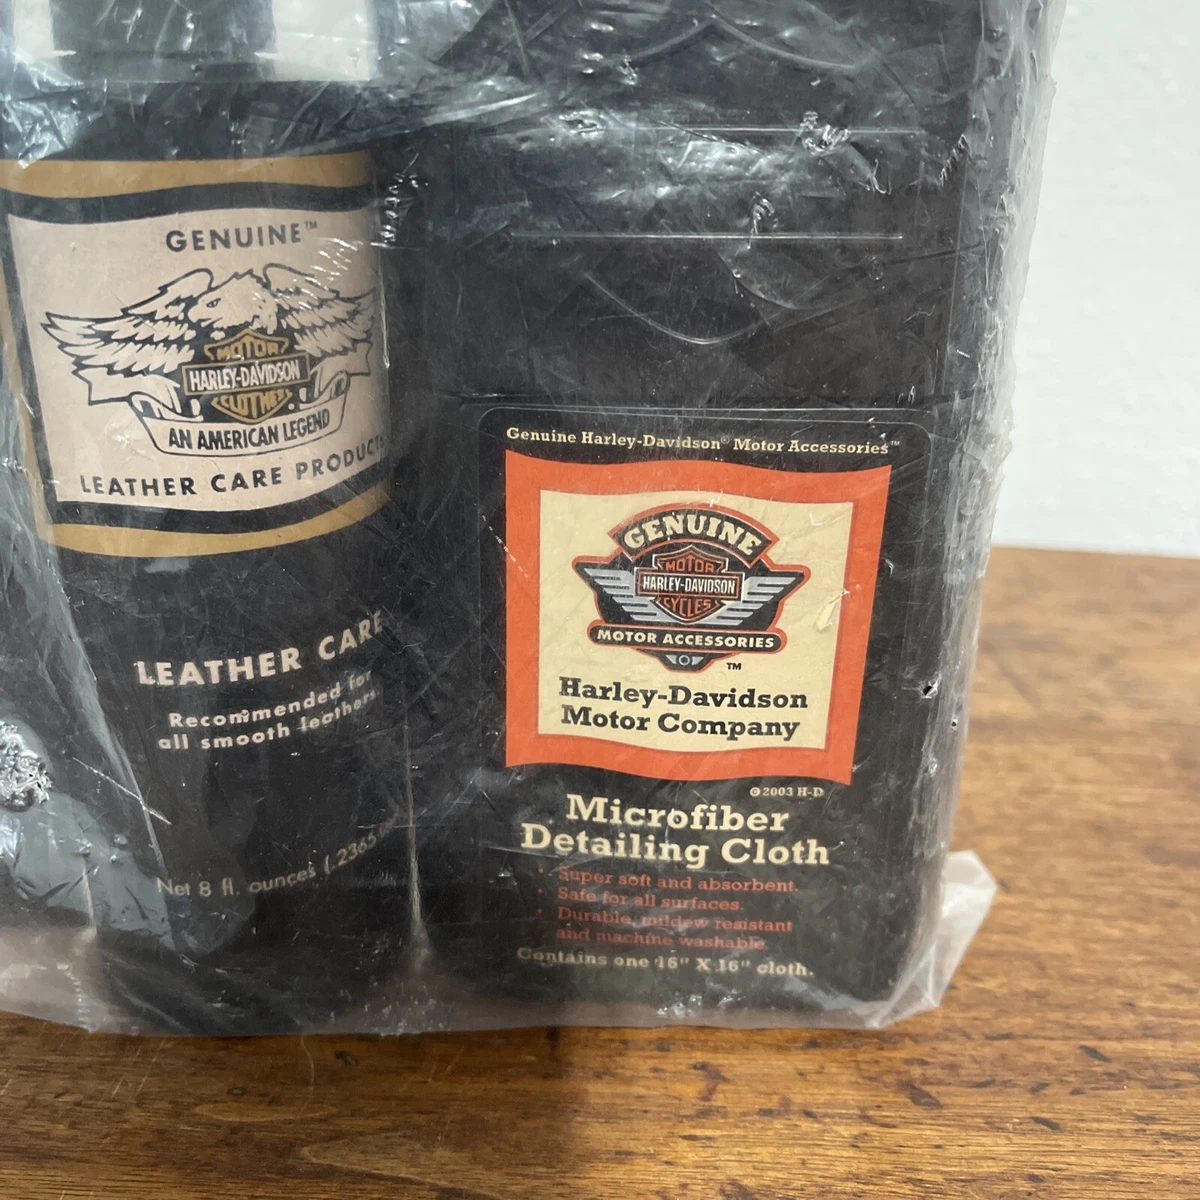 GENUINE™
MOTOR
HARLEY-DAVIDSON
CLOTHES
AN AMERICAN LEGEND
LEATHER CARE PRODUCTS
LEATHER CARE
Recommended for
all smooth leathers.
Net 8 fl. ounces (.2365
Genuine Harley-Davidson® Motor Accessories™
GENUINE
MOTOR
HARLEY-DAVIDSON
CYCLES
MOTOR ACCESSORIES
™
Harley-Davidson
Motor Company
©2003 H-D
Microfiber
Detailing Cloth
• Super soft and absorbent.
• Safe for all surfaces.
• Durable, mildew resistant
and machine washable.
Contains one 16" X 16" cloth.